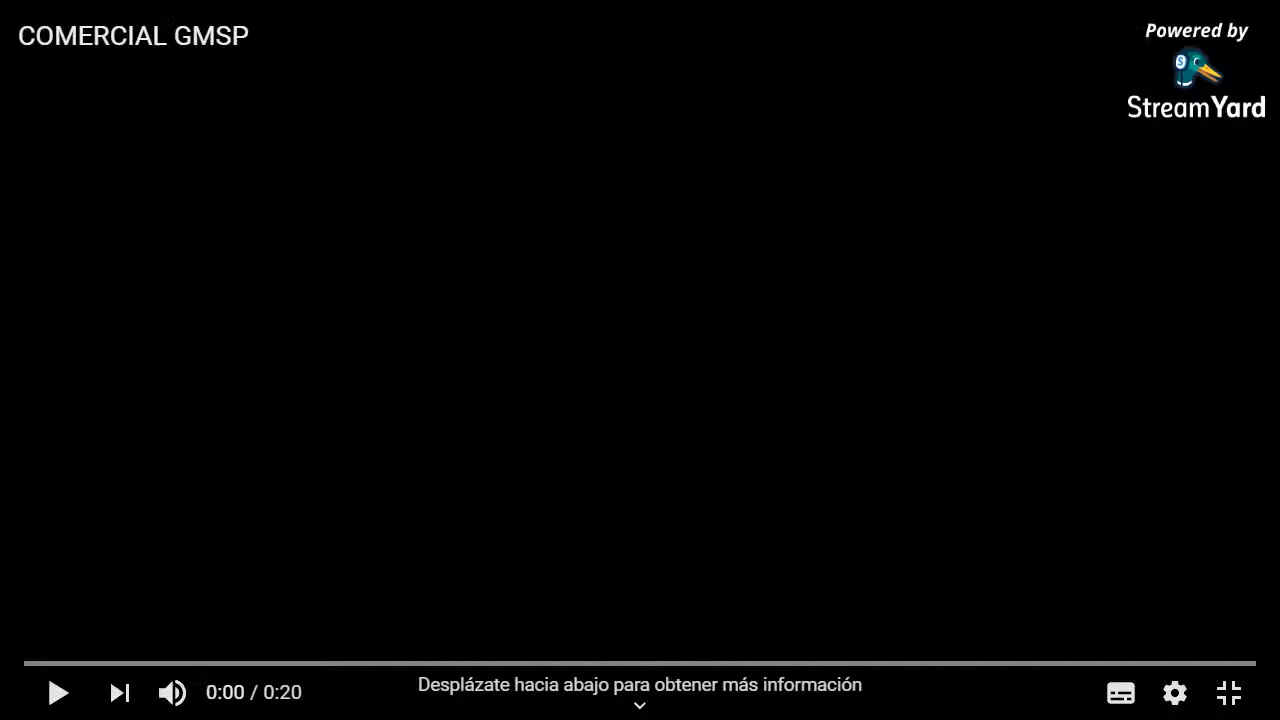 COMERCIAL GMSP
Powered by
StreamYard
0:00 / 0:20
Desplázate hacia abajo para obtener más información